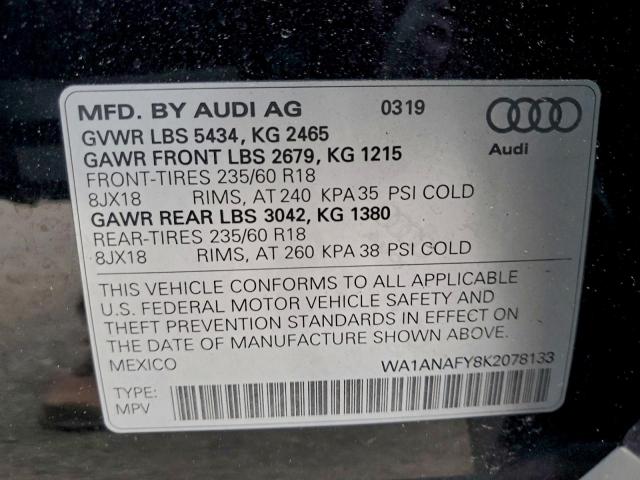 MFD. BY AUDI AG 0319
GVWR LBS 5434, KG 2465
GAWR FRONT LBS 2679, KG 1215
Audi
FRONT-TIRES 235/60 R18
8JX18 RIMS, AT 240 KPA 35 PSI COLD
GAWR REAR LBS 3042, KG 1380
REAR-TIRES 235/60 R18
8JX18 RIMS, AT 260 KPA 38 PSI COLD
THIS VEHICLE CONFORMS TO ALL APPLICABLE
U.S. FEDERAL MOTOR VEHICLE SAFETY AND
THEFT PREVENTION STANDARDS IN EFFECT ON
THE DATE OF MANUFACTURE SHOWN ABOVE.
MEXICO WA1ANAFY8K2078133
TYPE:
MPV